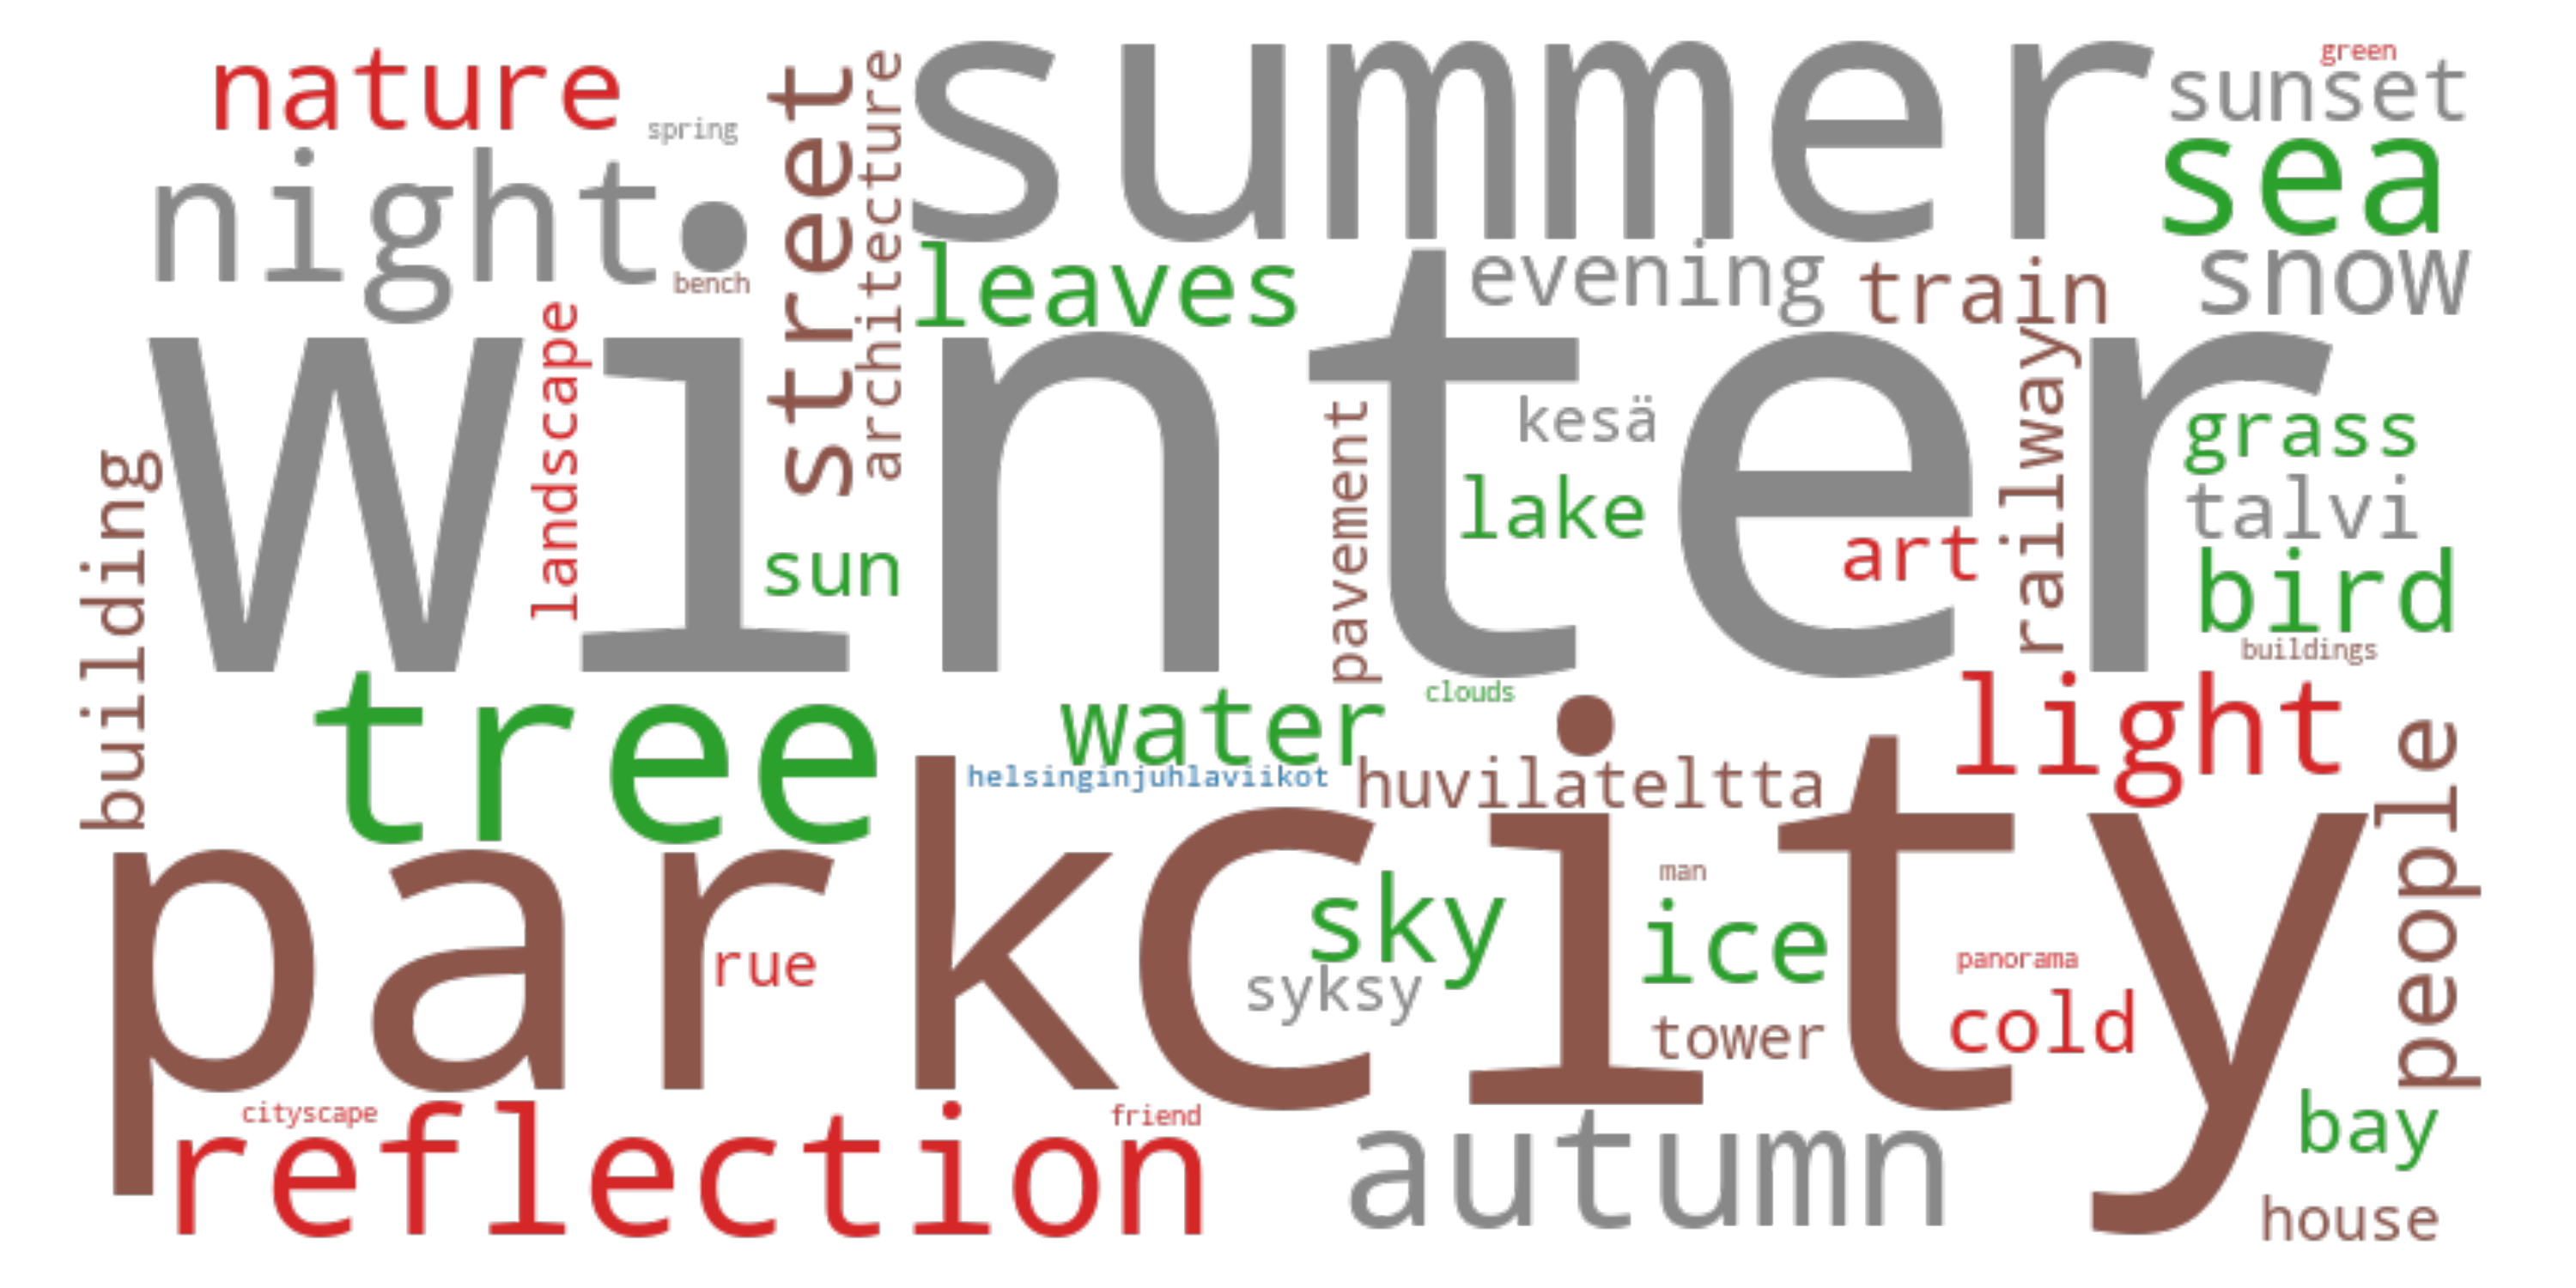 green
nature
summer
sunset
spring
street
architecture
night
sea
leaves
evening
train
snow
bench
winter
landscape
kesä
pavement
railway
grass
building
lake
talvi
sun
art
bird
buildings
tree
water
clouds
light
helsinginjuhlaviikot
huvilateltta
people
park
city
man
sky
ice
rue
syksy
panorama
tower
cold
cityscape
friend
reflection
autumn
bay
house